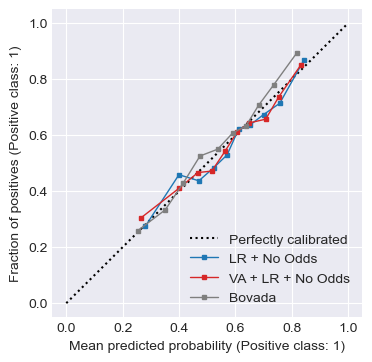 1.0
0.8
0.6
0.4
0.2
0.0
Fraction of positives (Positive class: 1)
Perfectly calibrated
LR + No Odds
VA + LR + No Odds
Bovada
0.0 0.2 0.4 0.6 0.8 1.0
Mean predicted probability (Positive class: 1)